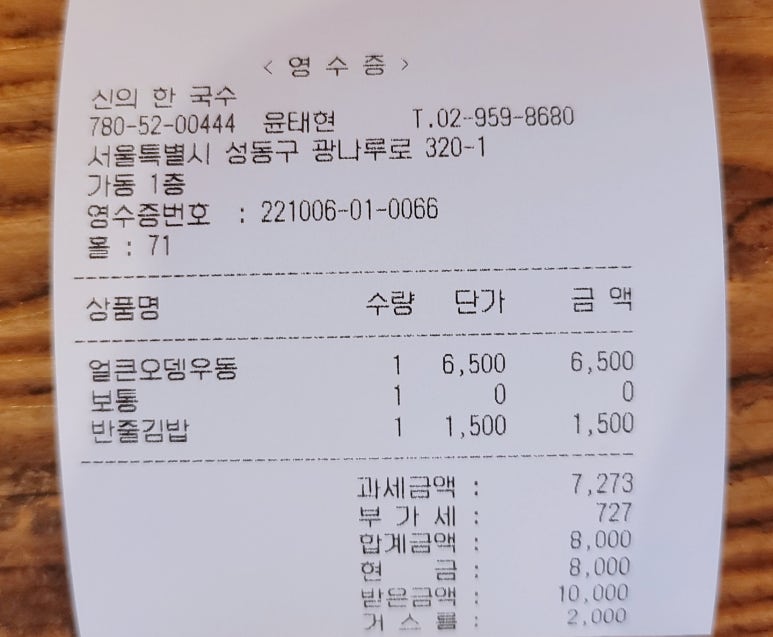 < 영 수 증 >
신의 한 국수
780-52-00444 윤태현 T.02-959-8680
서울특별시 성동구 광나루로 320-1
가동 1층
영수증번호 : 221006-01-0066
홀 : 71
상품명 수량 단가 금 액
얼큰오뎅우동 1 6,500 6,500
보통 1 0 0
반줄김밥 1 1,500 1,500
과세금액 : 7,273
부 가 세 : 727
합계금액 : 8,000
현 금 : 8,000
받은금액 : 10,000
거 스 름 : 2,000